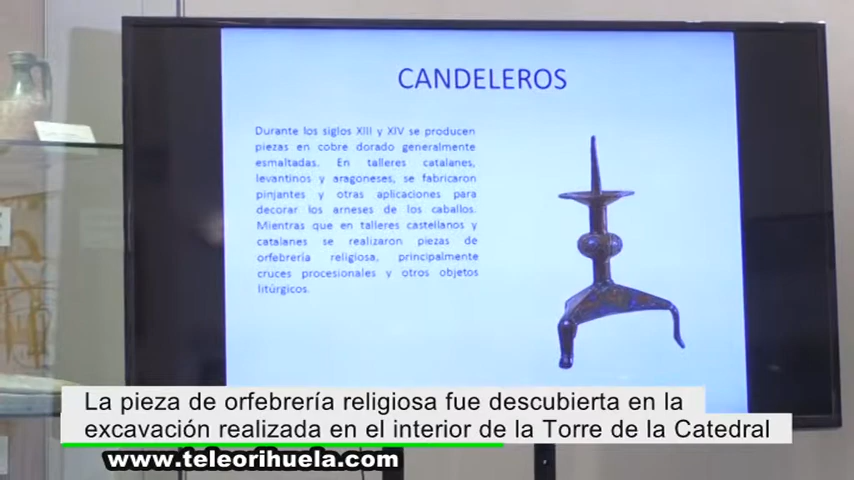 CANDELEROS
Durante los siglos XIII y XIV se producen
piezas en cobre dorado generalmente
esmaltadas. En talleres catalanes,
levantinos y aragoneses, se fabricaron
pinjantes y otras aplicaciones para
decorar los arneses de los caballos.
Mientras que en talleres castellanos y
catalanes se realizaron piezas de
orfebrería religiosa, principalmente
cruces procesionales y otros objetos
litúrgicos.
La pieza de orfebrería religiosa fue descubierta en la
excavación realizada en el interior de la Torre de la Catedral
www.teleorihuela.com